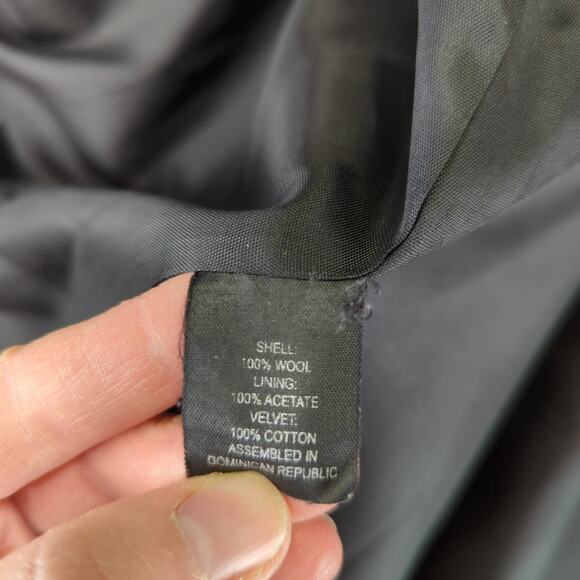 SHELL:
100% WOOL
LINING:
100% ACETATE
VELVET:
100% COTTON
ASSEMBLED IN
DOMINICAN REPUBLIC